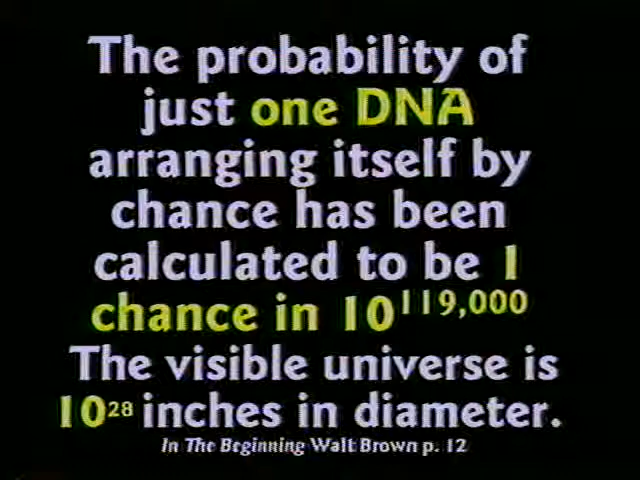 The probability of
just one DNA
arranging itself by
chance has been
calculated to be 1
chance in 10¹¹⁹,⁰⁰⁰
The visible universe is
10²⁸ inches in diameter.
In The Beginning Walt Brown p. 12